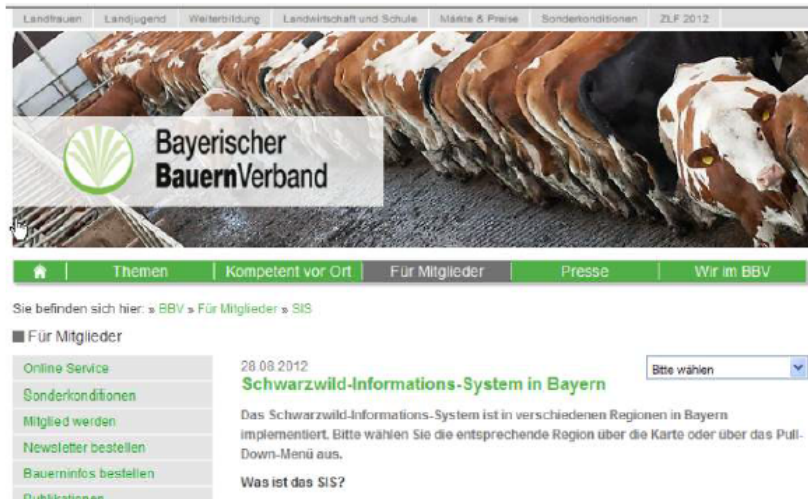 Landfrauen Landjugend Weiterbildung Landwirtschaft und Schule Märkte & Preise Sonderkonditionen ZLF 2012
Bayerischer
BauernVerband
Themen Kompetent vor Ort Für Mitglieder Presse Wir im BBV
Sie befinden sich hier: » BBV » Für Mitglieder » SIS
Für Mitglieder
Online Service
Sonderkonditionen
Mitglied werden
Newsletter bestellen
Bauerninfos bestellen
Publikationen
28.08.2012
Bitte wählen
Schwarzwild-Informations-System in Bayern
Das Schwarzwild-Informations-System ist in verschiedenen Regionen in Bayern
implementiert. Bitte wählen Sie die entsprechende Region über die Karte oder über das Pull-
Down-Menü aus.
Was ist das SIS?